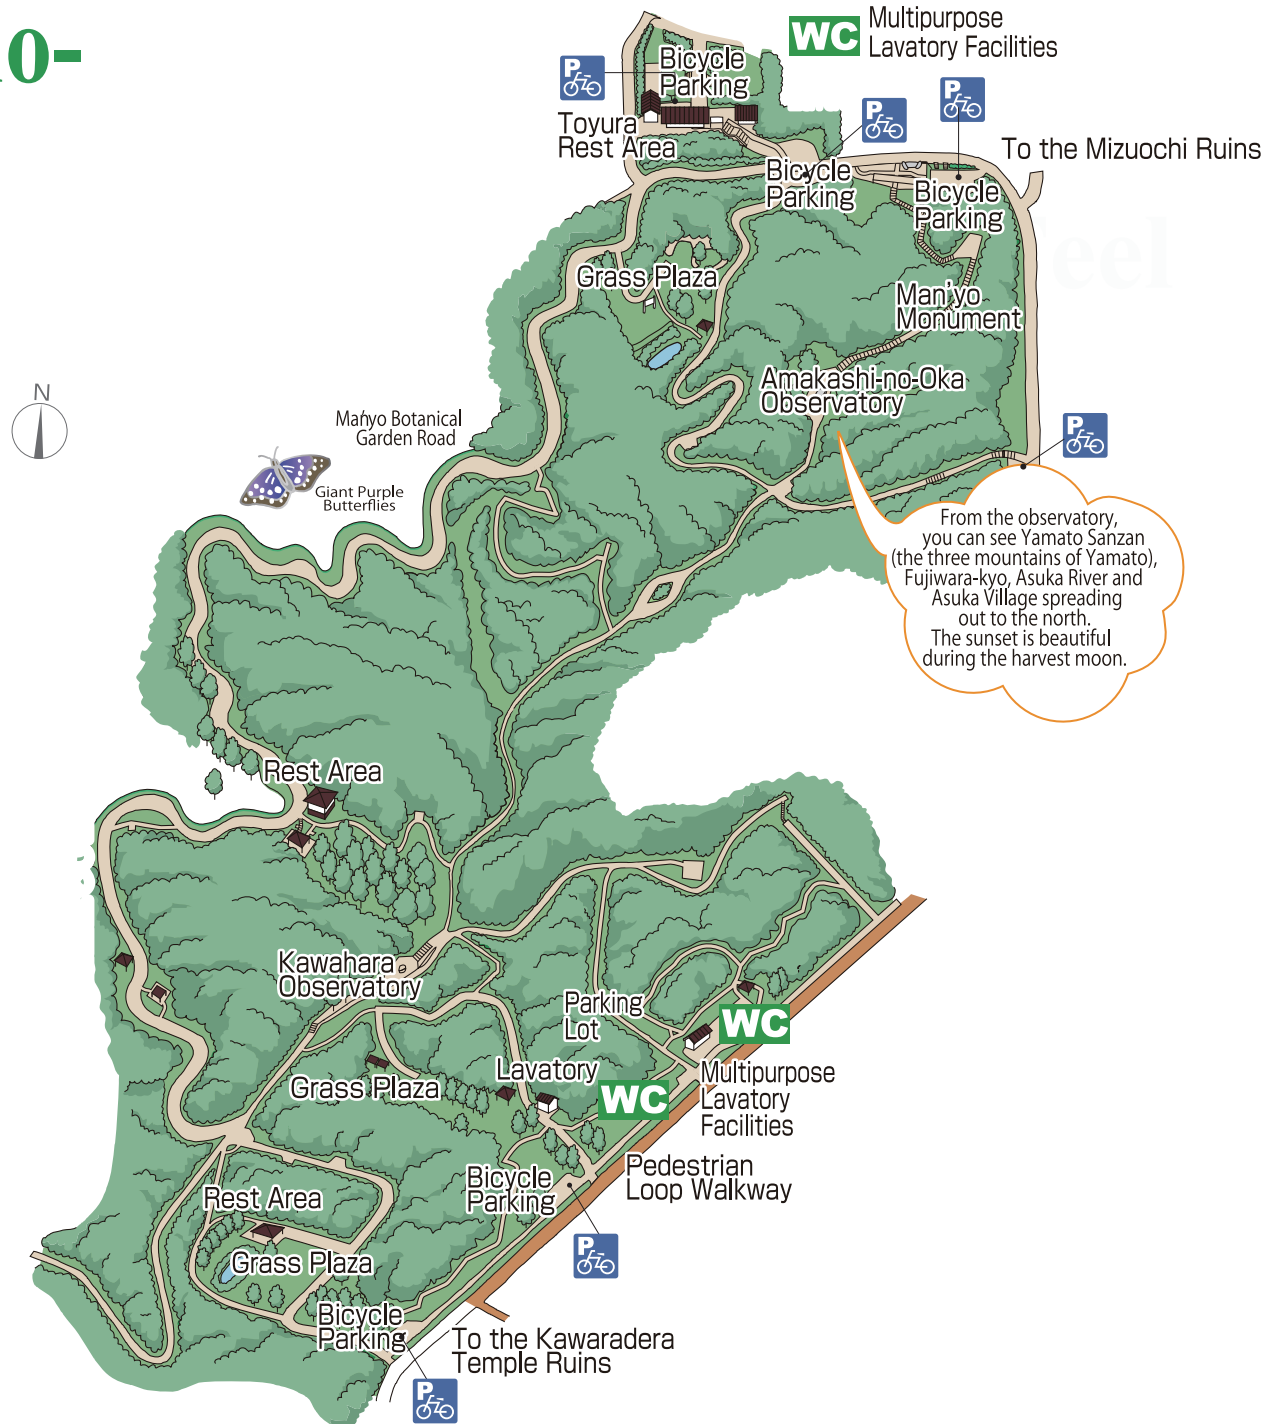 WC
Multipurpose
Lavatory Facilities
P
Bicycle
Parking
Toyura
Rest Area
P
P
To the Mizuochi Ruins
Bicycle
Parking
Bicycle
Parking
Grass Plaza
Man'yo
Monument
Amakashi-no-Oka
Observatory
N
Man'yo Botanical
Garden Road
Giant Purple
Butterflies
P
From the observatory,
you can see Yamato Sanzan
(the three mountains of Yamato),
Fujiwara-kyo, Asuka River and
Asuka Village spreading
out to the north.
The sunset is beautiful
during the harvest moon.
Rest Area
Kawahara
Observatory
Parking
Lot
WC
Multipurpose
Lavatory
Facilities
Grass Plaza
Lavatory
WC
Pedestrian
Loop Walkway
Bicycle
Parking
P
Rest Area
Grass Plaza
Bicycle
Parking
P
To the Kawaradera
Temple Ruins